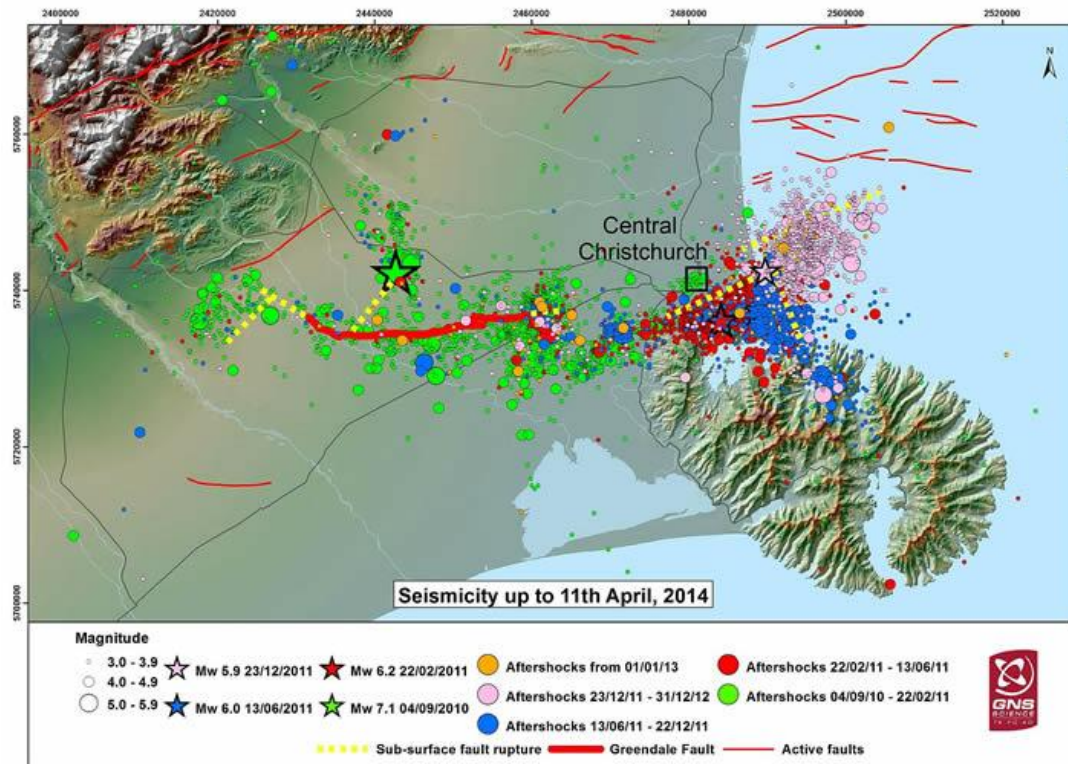 2400000 2420000 2440000 2460000 2480000 2500000 2520000
N
5760000
5740000
5720000
5700000
Central
Christchurch
Seismicity up to 11th April, 2014
Magnitude
3.0 - 3.9
4.0 - 4.9
5.0 - 5.9
Mw 5.9 23/12/2011
Mw 6.0 13/06/2011
Mw 6.2 22/02/2011
Mw 7.1 04/09/2010
Aftershocks from 01/01/13
Aftershocks 23/12/11 - 31/12/12
Aftershocks 13/06/11 - 22/12/11
Aftershocks 22/02/11 - 13/06/11
Aftershocks 04/09/10 - 22/02/11
Sub-surface fault rupture Greendale Fault Active faults
GNS
SCIENCE
TE PŪ AO